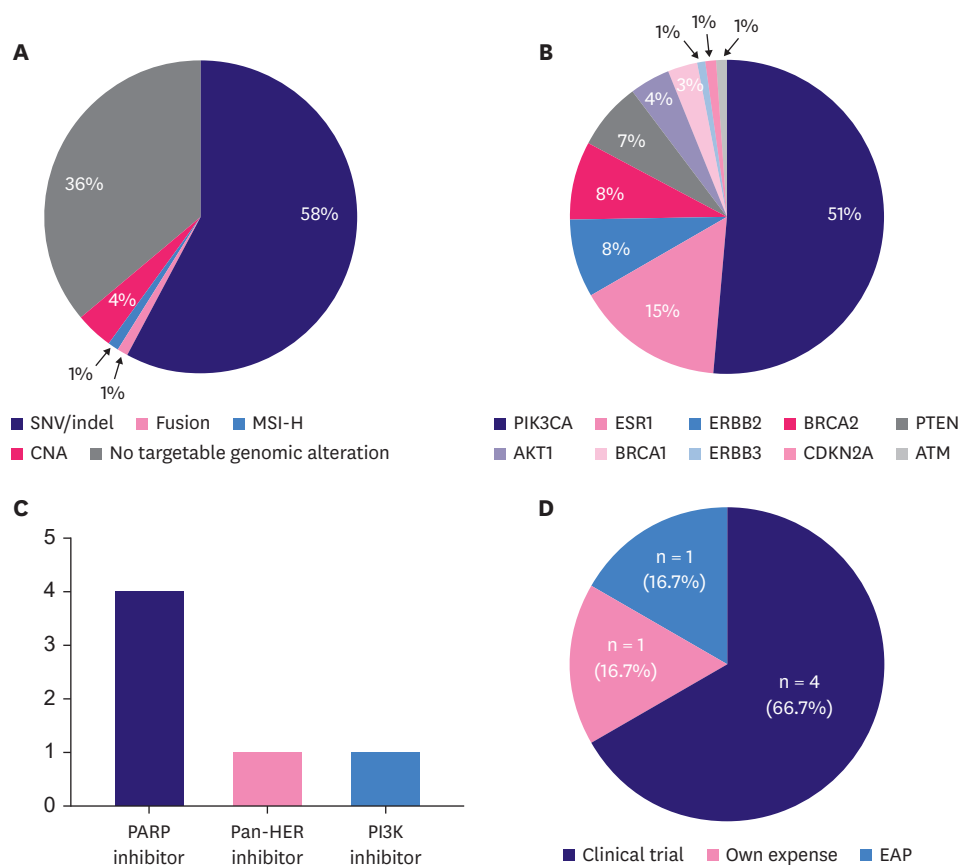 A
36%
58%
4%
1%
1%
SNV/indel Fusion MSI-H
CNA No targetable genomic alteration
B
1%
1%
1%
3%
4%
7%
8%
51%
8%
15%
PIK3CA ESR1 ERBB2 BRCA2 PTEN
AKT1 BRCA1 ERBB3 CDKN2A ATM
C
5
4
3
2
1
0
PARP
inhibitor
Pan-HER
inhibitor
PI3K
inhibitor
D
n = 1
(16.7%)
n = 1
(16.7%)
n = 4
(66.7%)
Clinical trial Own expense EAP